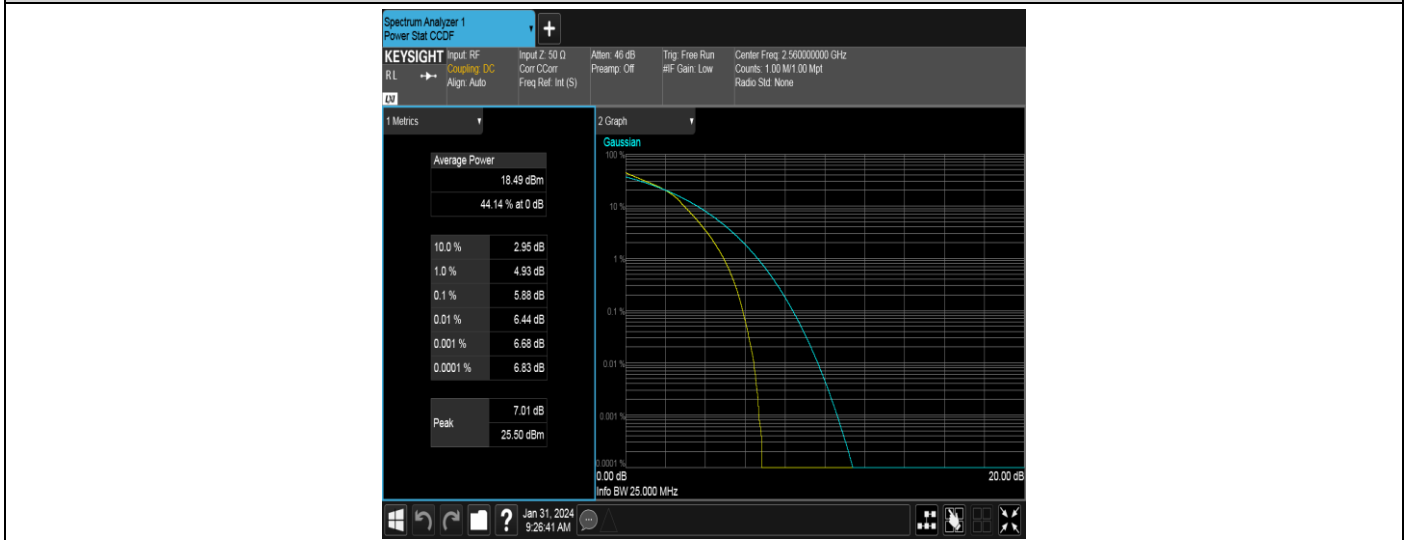 Spectrum Analyzer 1
Power Stat CCDF
+
KEYSIGHT
RL
LXI
Input: RF
Coupling: DC
Align: Auto
Input Z: 50 Ω
Corr CCorr
Freq Ref: Int (S)
Atten: 46 dB
Preamp: Off
Trig: Free Run
#IF Gain: Low
Center Freq: 2.560000000 GHz
Counts: 1.00 M/1.00 Mpt
Radio Std: None
1 Metrics
Average Power
18.49 dBm
44.14 % at 0 dB
10.0 % 2.95 dB
1.0 % 4.93 dB
0.1 % 5.88 dB
0.01 % 6.44 dB
0.001 % 6.68 dB
0.0001 % 6.83 dB
Peak
7.01 dB
25.50 dBm
2 Graph
Gaussian
100 %
10 %
1 %
0.1 %
0.01 %
0.001 %
0.0001 %
0.00 dB 20.00 dB
Info BW 25.000 MHz
?
Jan 31, 2024
9:26:41 AM